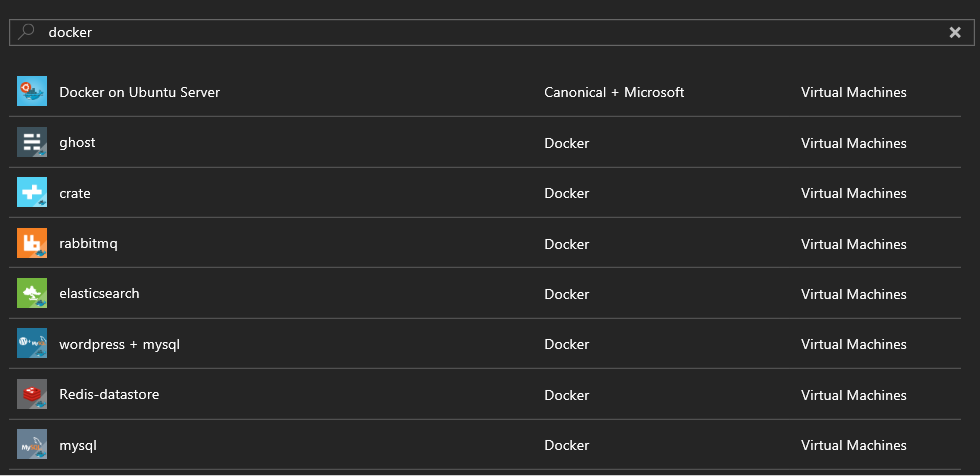 docker
Docker on Ubuntu Server Canonical + Microsoft Virtual Machines
ghost Docker Virtual Machines
crate Docker Virtual Machines
rabbitmq Docker Virtual Machines
elasticsearch Docker Virtual Machines
wordpress + mysql Docker Virtual Machines
Redis-datastore Docker Virtual Machines
mysql Docker Virtual Machines